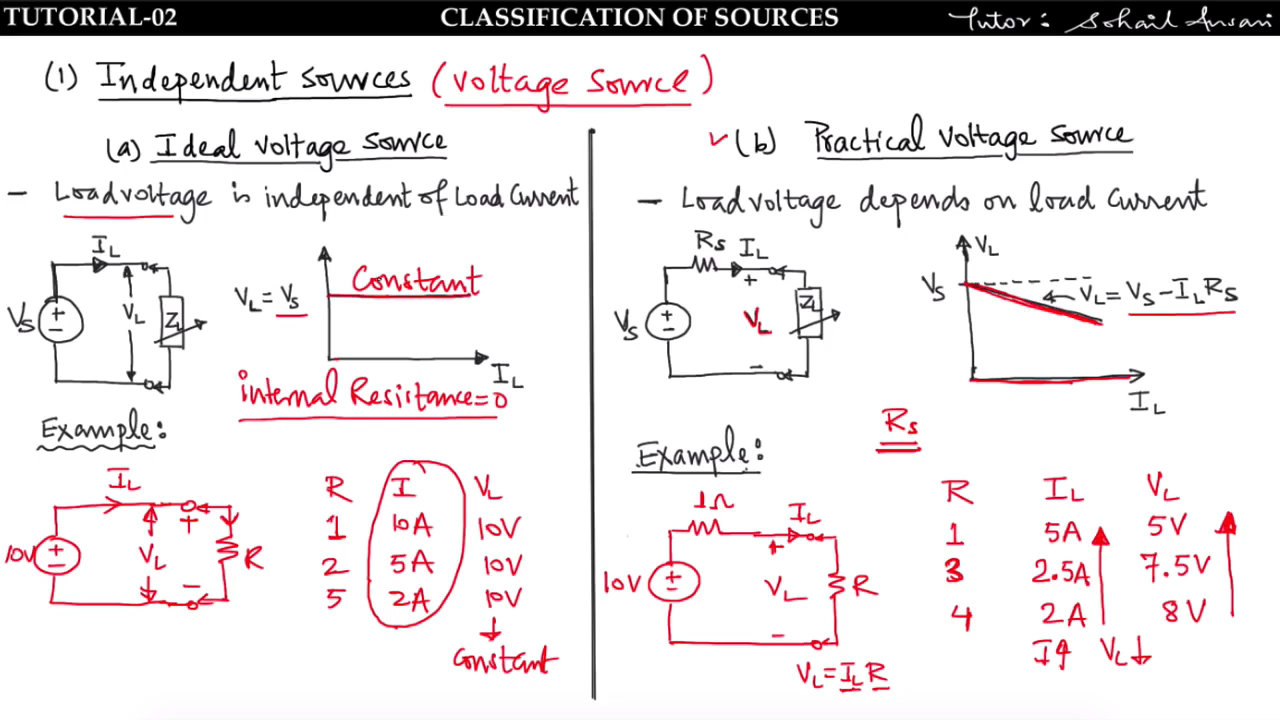 TUTORIAL-02
CLASSIFICATION OF SOURCES
Tutor: Sohail Ansari
(1) Independent sources (Voltage Source)
(a) Ideal voltage source
- Load voltage is independent of Load Current
IL
VS
+
-
VL
ZL
VL = VS
Constant
IL
internal Resistance = 0
Example:
IL
10V
+
-
+
VL
-
R
R I VL
1 10A 10V
2 5A 10V
5 2A 10V
Constant
(b) Practical voltage source
- Load voltage depends on load current
RS IL
VS
+
-
+
VL
-
ZL
VL
VS
VL = VS - IL RS
IL
Rs
Example:
1Ω
IL
10V
+
-
+
VL
-
R
VL = IL R
R IL VL
1 5A 5V
3 2.5A 7.5V
4 2A 8V
I↑ VL↓